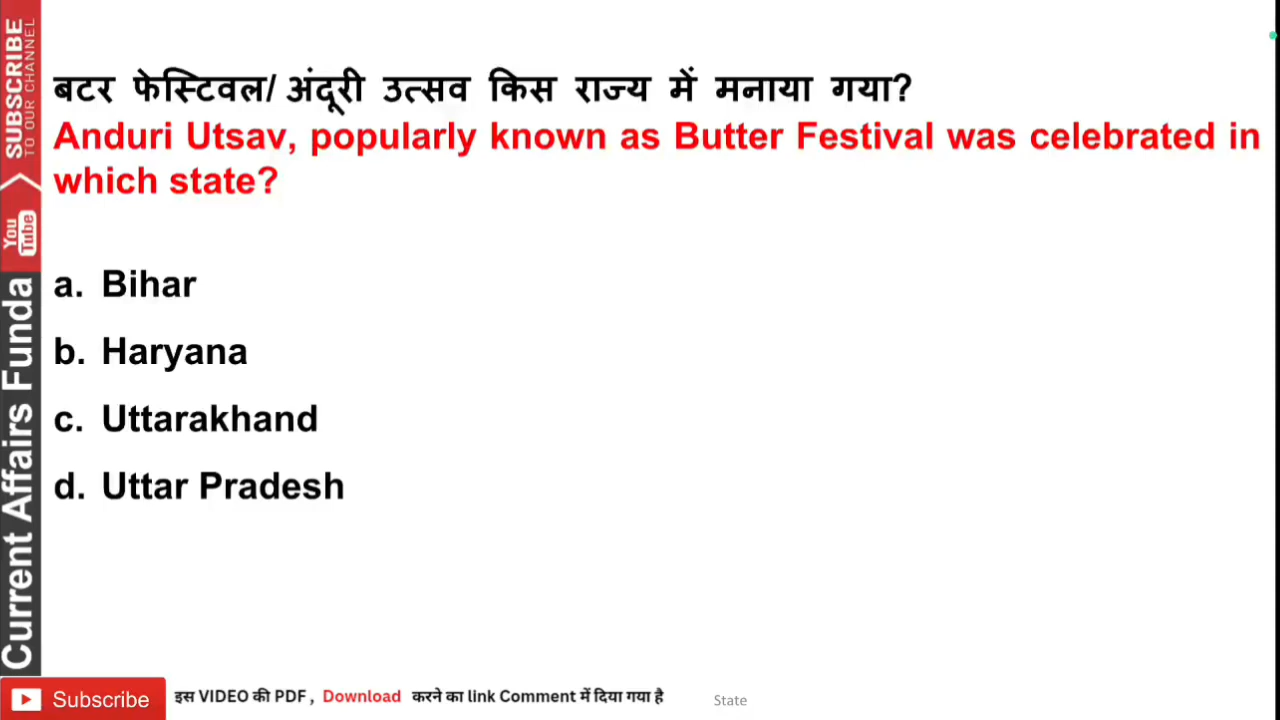 बटर फेस्टिवल/ अंदूरी उत्सव किस राज्य में मनाया गया?
Anduri Utsav, popularly known as Butter Festival was celebrated in
which state?
a. Bihar
b. Haryana
c. Uttarakhand
d. Uttar Pradesh
SUBSCRIBE
TO OUR CHANNEL
You
Tube
Current Affairs Funda
Subscribe
इस VIDEO की PDF , Download करने का link Comment में दिया गया है
State